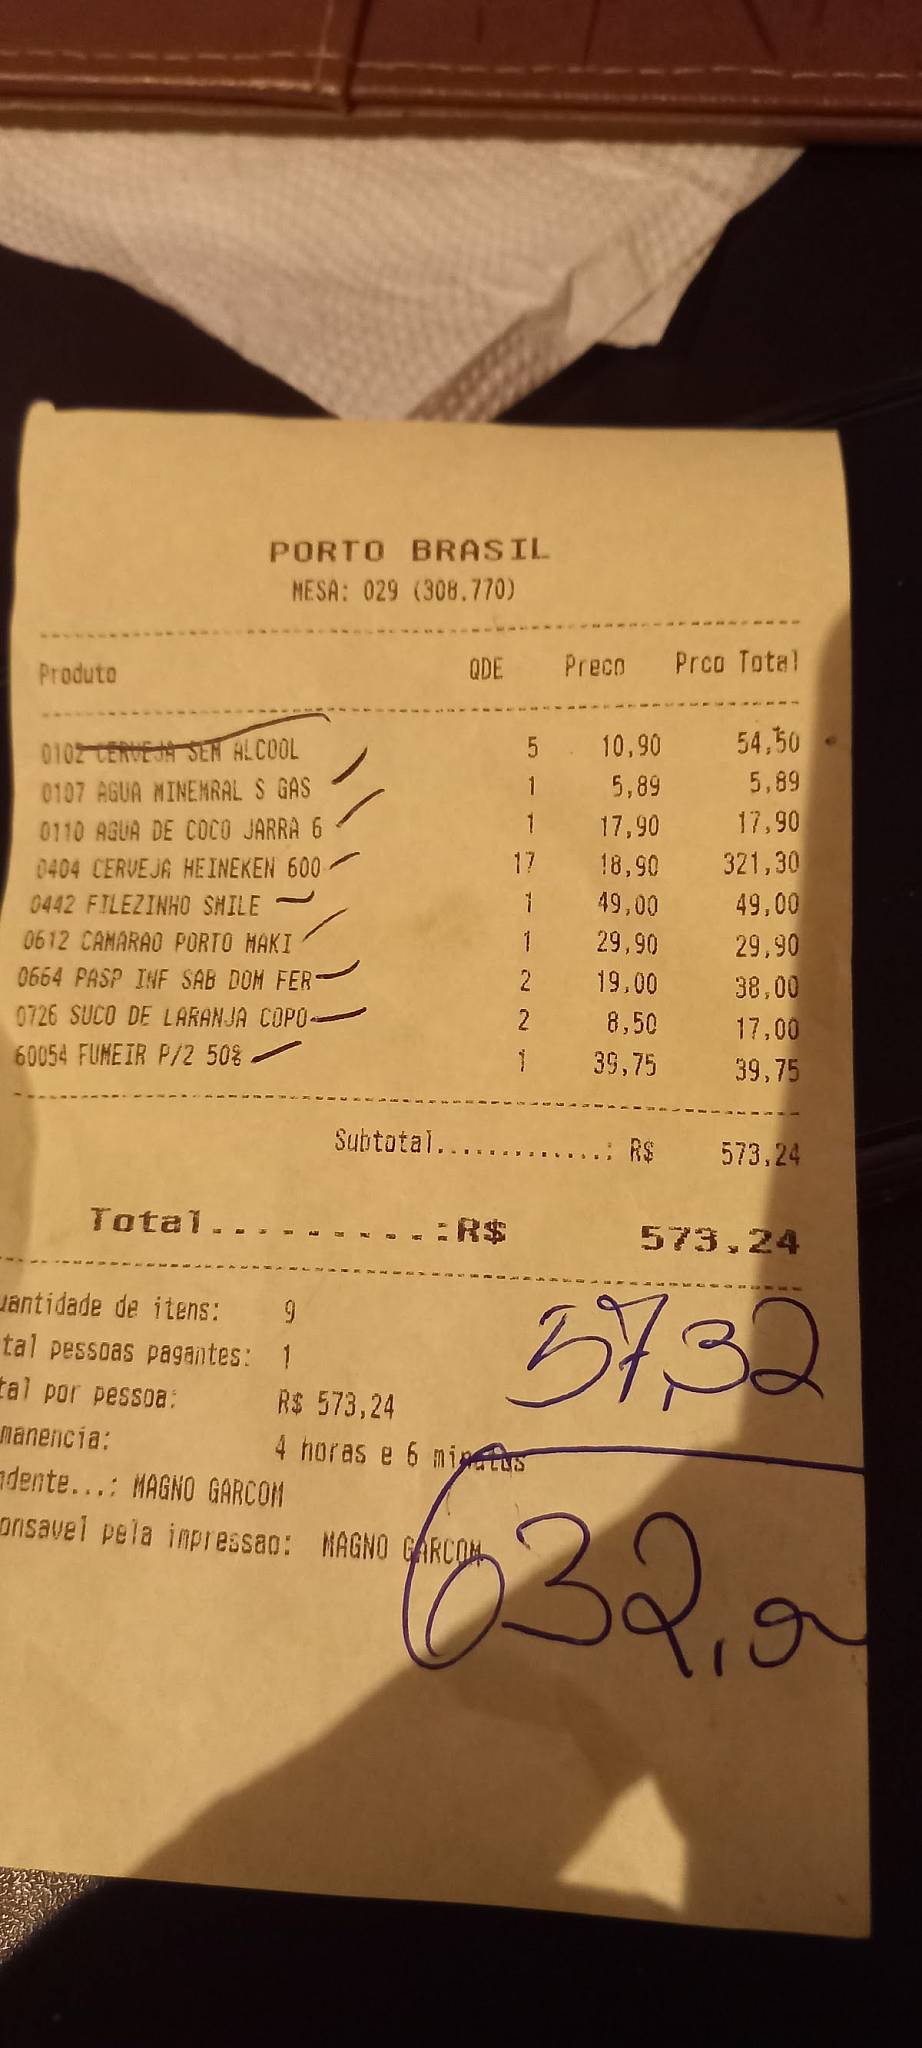 PORTO BRASIL
MESA: 029 (308.770)
Produto QDE Preco Prco Total
0102 CERVEJA SEM ALCOOL 5 10,90 54,50
0107 AGUA MINEMRAL S GAS 1 5,89 5,89
0110 AGUA DE COCO JARRA 6 1 17,90 17,90
0404 CERVEJA HEINEKEN 600 17 18,90 321,30
0442 FILEZINHO SMILE 1 49,00 49,00
0612 CAMARAO PORTO MAKI 1 29,90 29,90
0664 PASP INF SAB DOM FER 2 19,00 38,00
0726 SUCO DE LARANJA COPO 2 8,50 17,00
60054 FUMEIR P/2 50% 1 39,75 39,75
Subtotal.............: R$ 573,24
Total..........:R$ 573.24
uantidade de itens: 9
57,32
tal pessoas pagantes: 1
tal por pessoa: R$ 573,24
manencia: 4 horas e 6 minutos
ndente...: MAGNO GARCOM
onsavel pela impressao: MAGNO GARCOM
632,